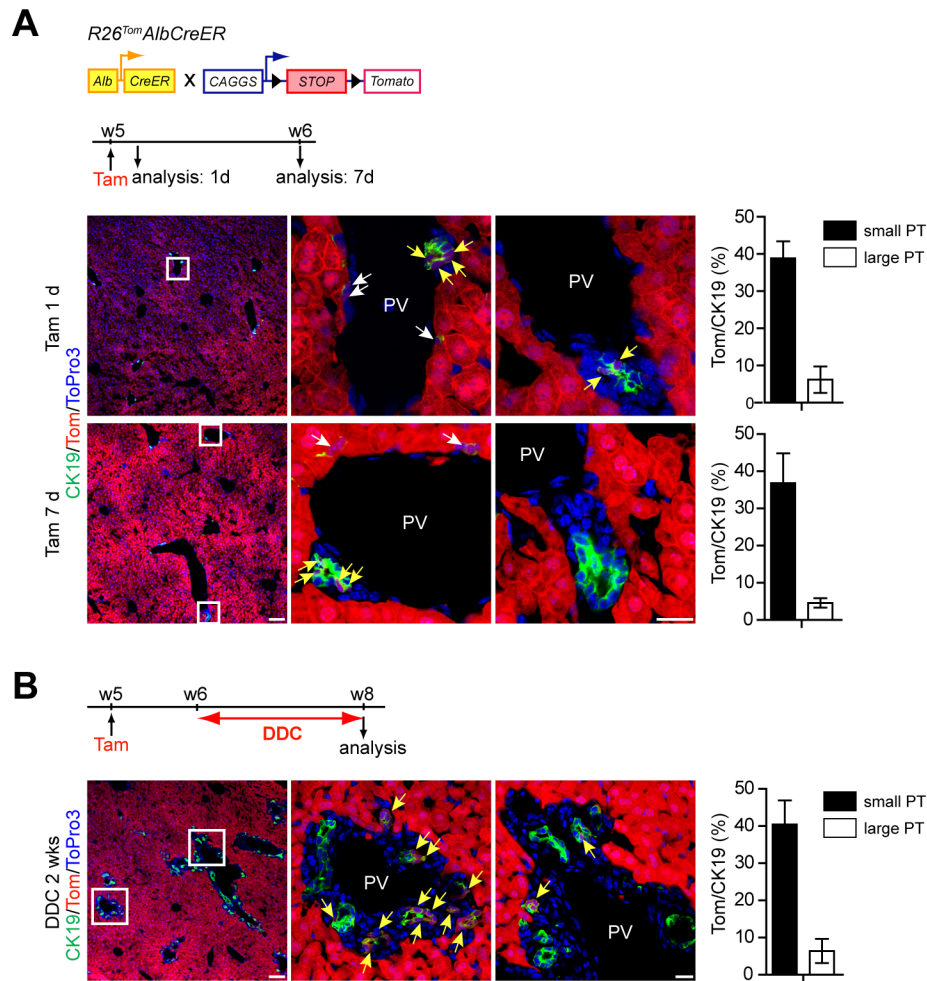 A
R26TomAlbCreER
Alb CreER X CAGGS STOP Tomato
w5 w6
Tam analysis: 1d analysis: 7d
CK19/Tom/ToPro3
Tam 1 d
PV
PV
Tom/CK19 (%)
50
40
30
20
10
0
small PT
large PT
Tam 7 d
PV
PV
Tom/CK19 (%)
50
40
30
20
10
0
B
w5 w6 w8
Tam DDC analysis
CK19/Tom/ToPro3
DDC 2 wks
PV
PV
Tom/CK19 (%)
50
40
30
20
10
0
small PT
large PT